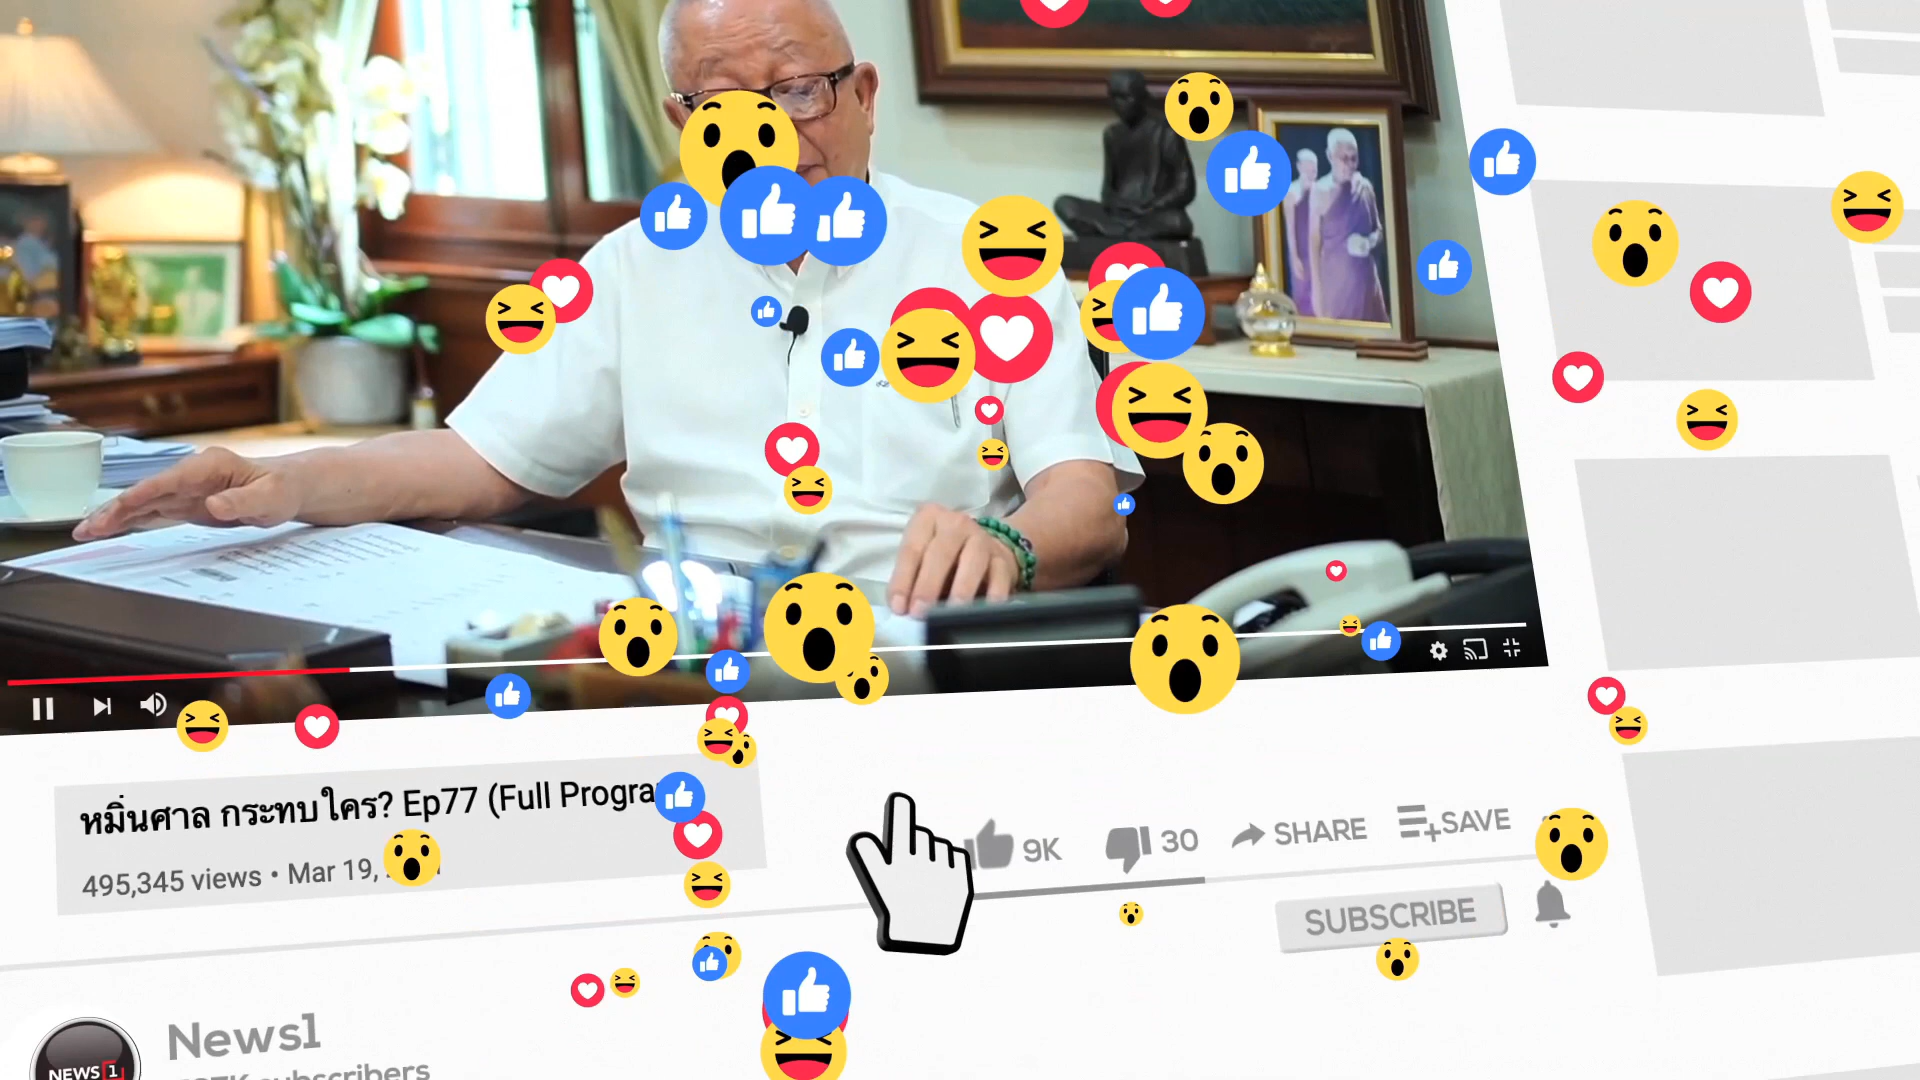 หมิ่นศาล กระทบใคร? Ep77 (Full Progra
495,345 views • Mar 19,
9K
30
SHARE
SAVE
SUBSCRIBE
News1
subscribers
NEWS 1